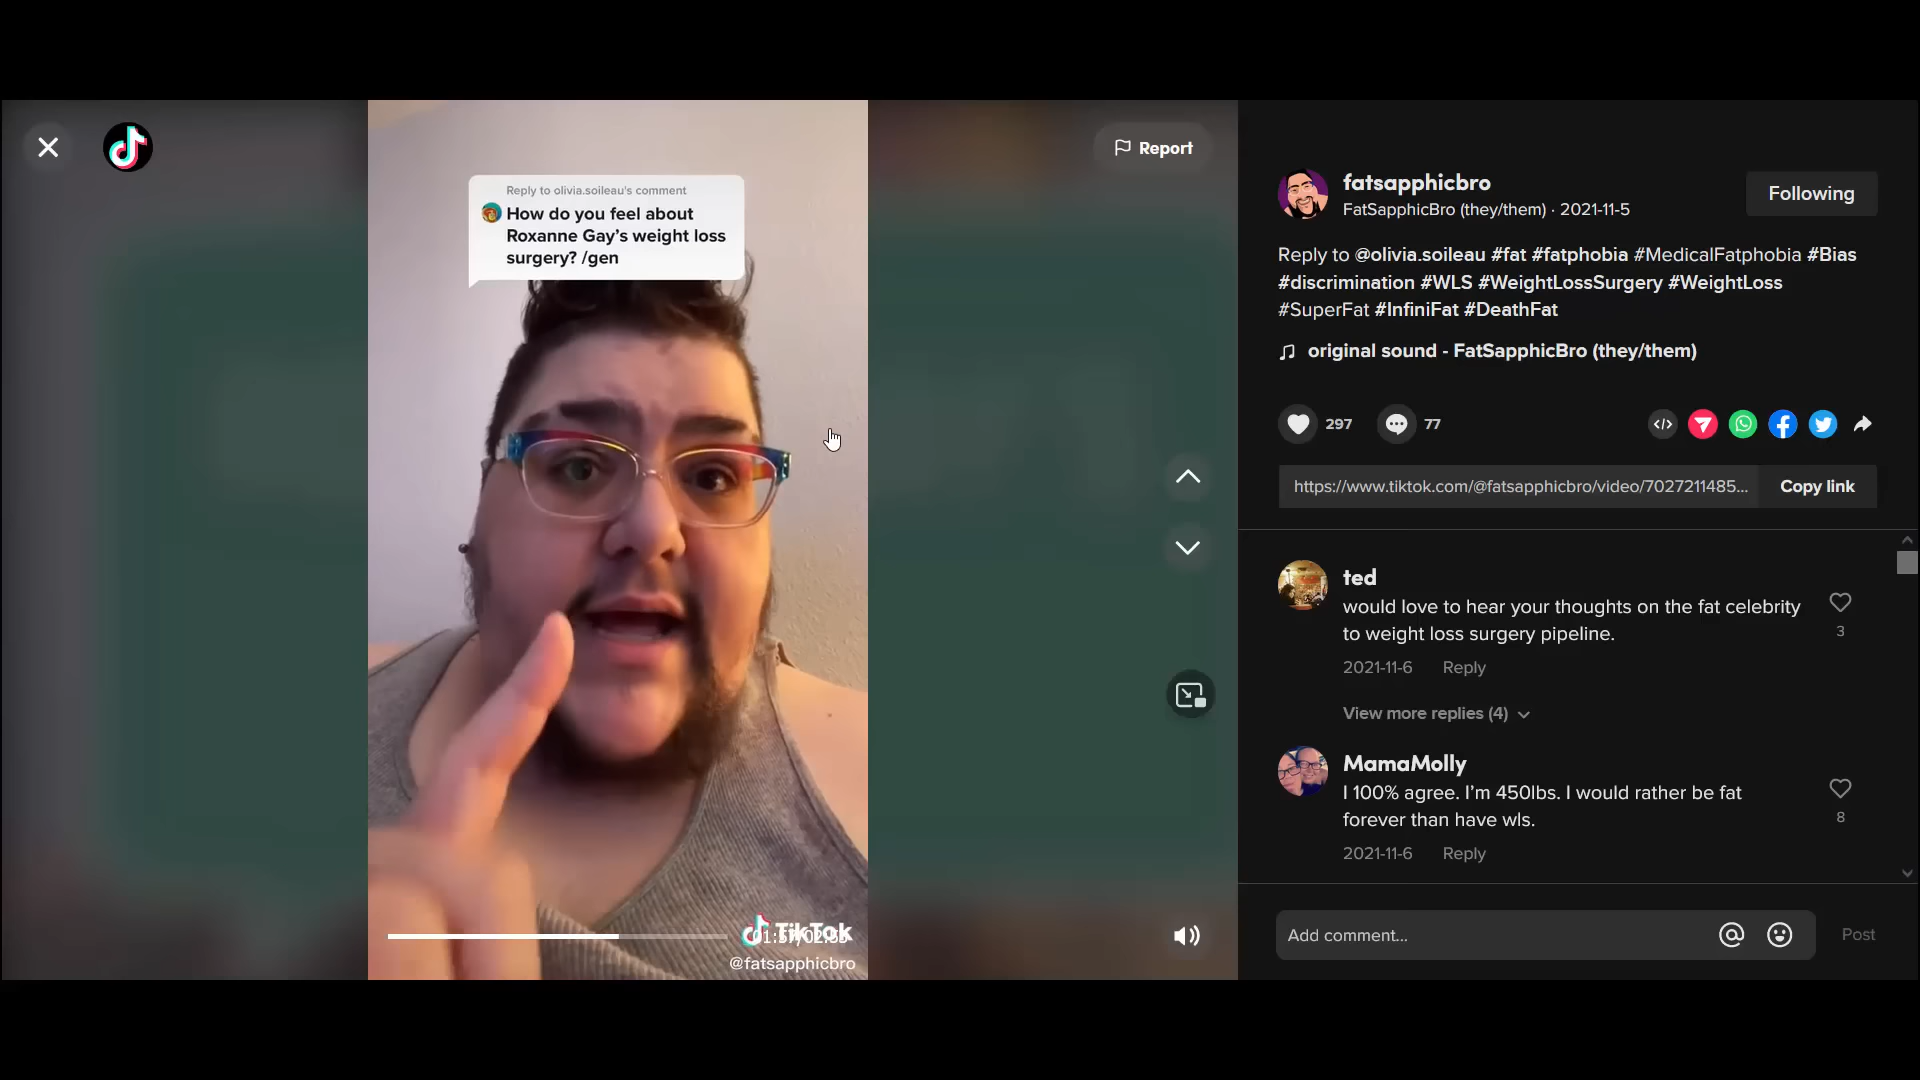 Report
Reply to olivia.soileau's comment
How do you feel about
Roxanne Gay's weight loss
surgery? /gen
TikTok
@fatsapphicbro
fatsapphicbro
FatSapphicBro (they/them) · 2021-11-5
Following
Reply to @olivia.soileau #fat #fatphobia #MedicalFatphobia #Bias
#discrimination #WLS #WeightLossSurgery #WeightLoss
#SuperFat #InfiniFat #DeathFat
original sound - FatSapphicBro (they/them)
297
77
https://www.tiktok.com/@fatsapphicbro/video/7027211485...
Copy link
ted
would love to hear your thoughts on the fat celebrity
to weight loss surgery pipeline.
3
2021-11-6 Reply
View more replies (4)
MamaMolly
I 100% agree. I'm 450lbs. I would rather be fat
forever than have wls.
8
2021-11-6 Reply
Add comment...
Post